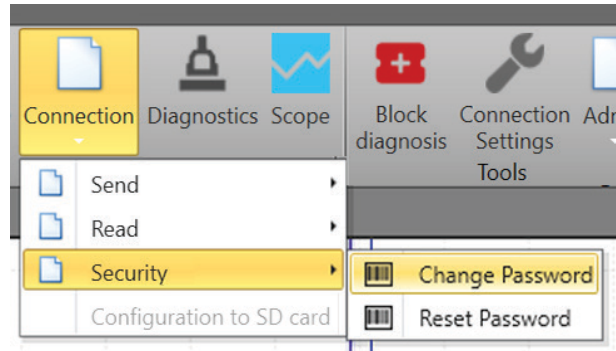 Connection Diagnostics Scope Block diagnosis Connection Settings
Tools
Send
Read
Security
Change Password
Configuration to SD card
Reset Password